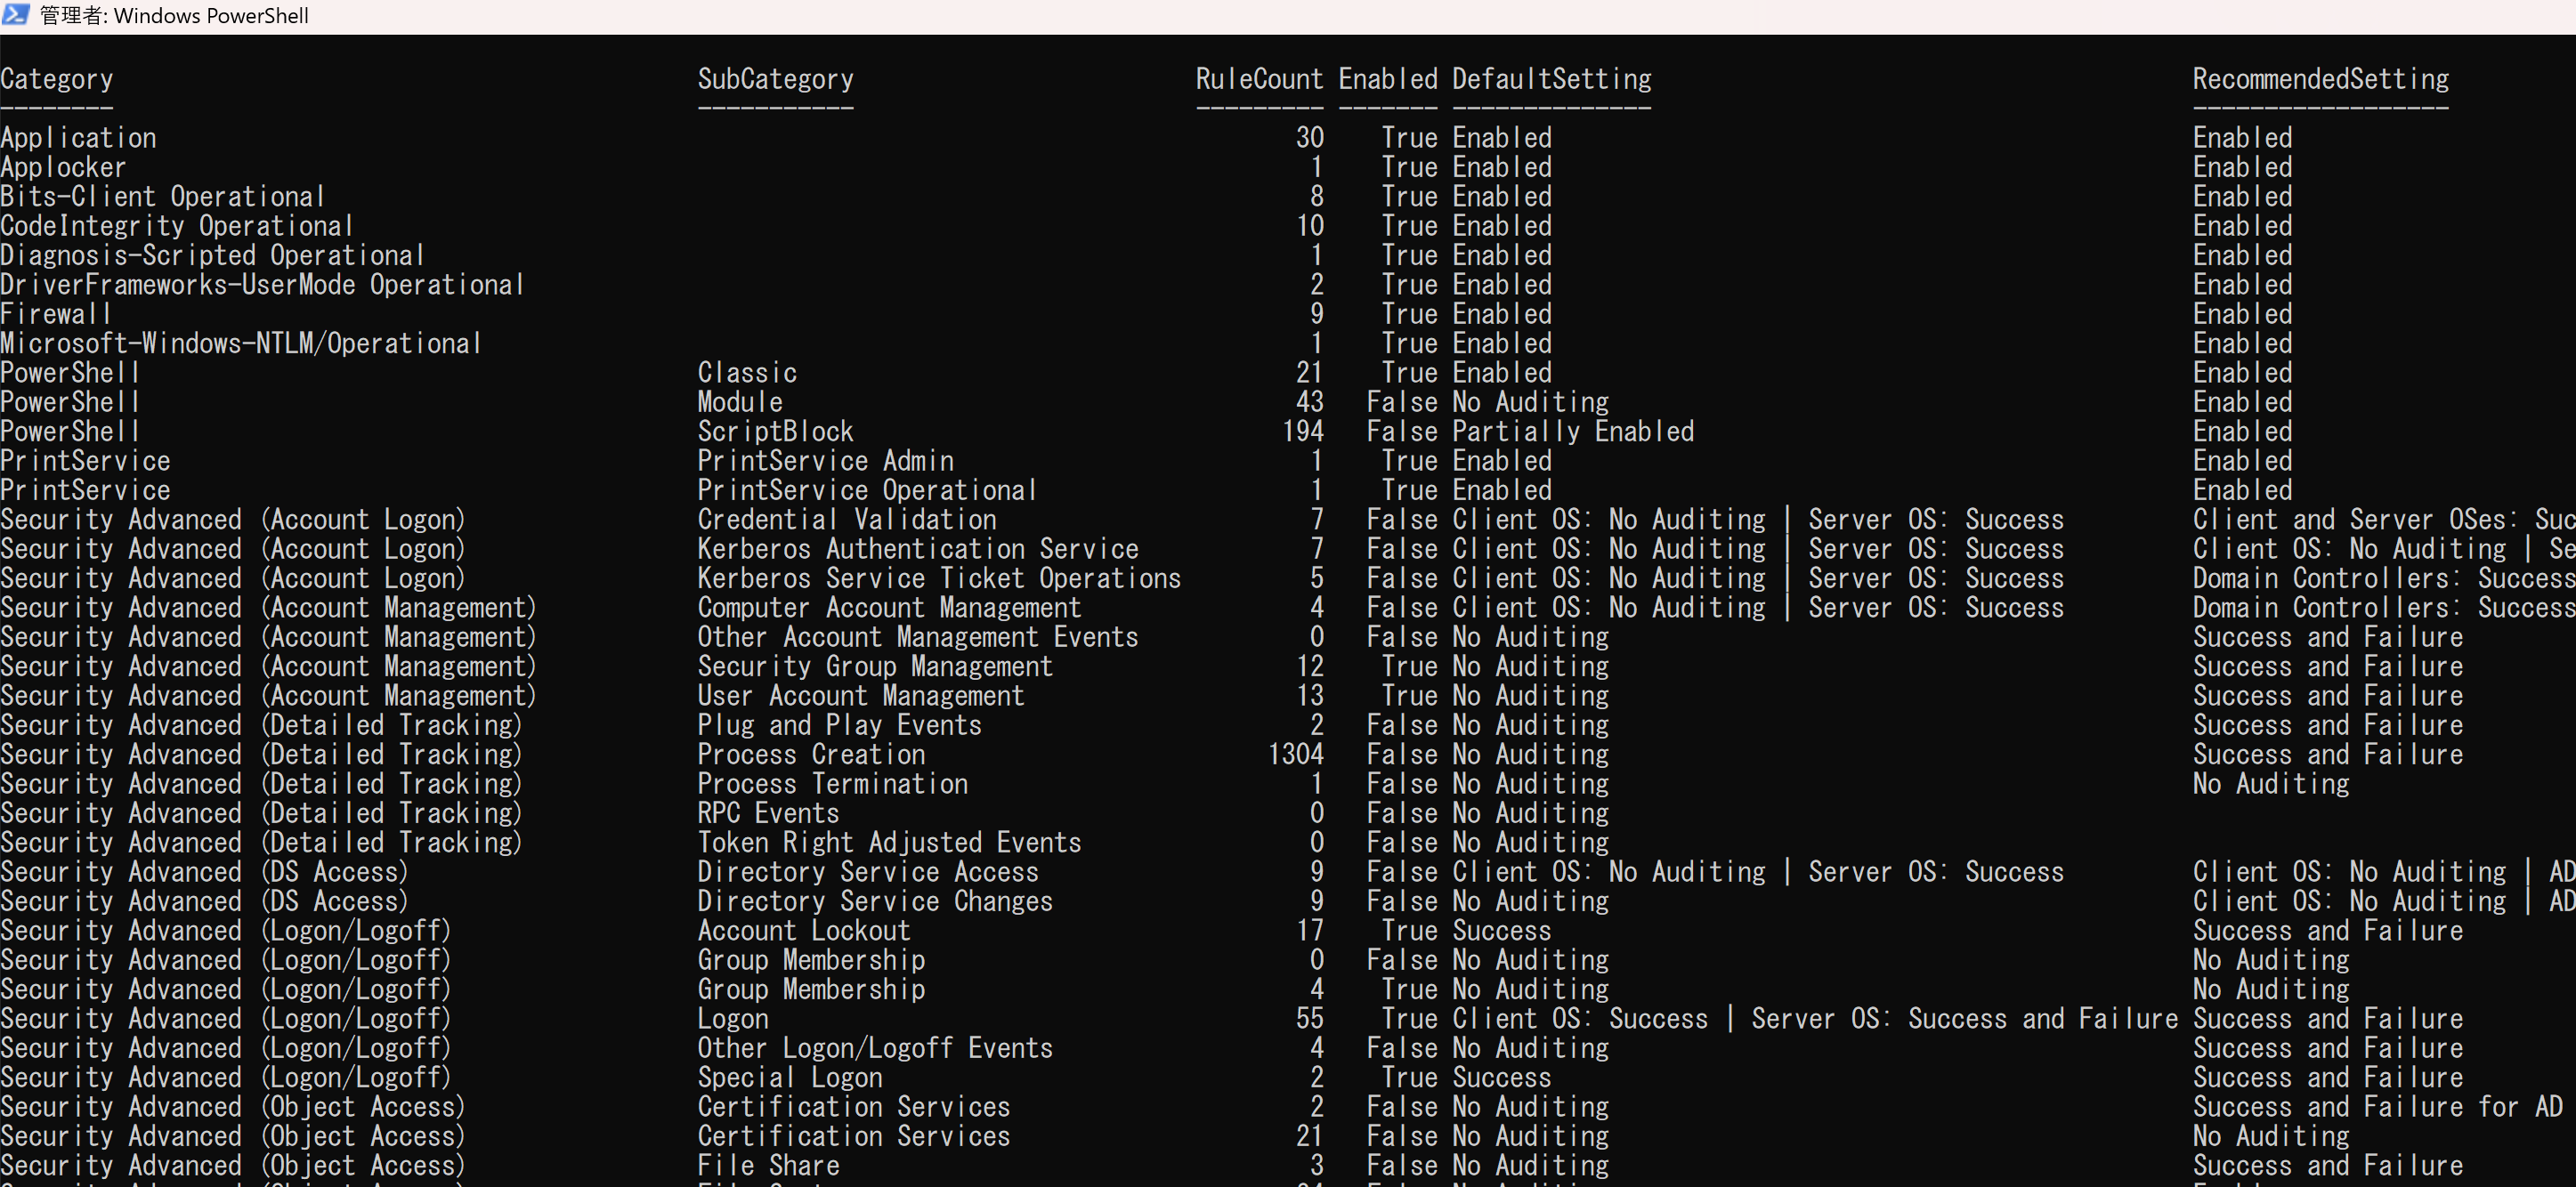 管理者: Windows PowerShell
Category SubCategory RuleCount Enabled DefaultSetting RecommendedSetting
-------- ----------- --------- ------- -------------- ------------------
Application 30 True Enabled Enabled
Applocker 1 True Enabled Enabled
Bits-Client Operational 8 True Enabled Enabled
CodeIntegrity Operational 10 True Enabled Enabled
Diagnosis-Scripted Operational 1 True Enabled Enabled
DriverFrameworks-UserMode Operational 2 True Enabled Enabled
Firewall 9 True Enabled Enabled
Microsoft-Windows-NTLM/Operational 1 True Enabled Enabled
PowerShell Classic 21 True Enabled Enabled
PowerShell Module 43 False No Auditing Enabled
PowerShell ScriptBlock 194 False Partially Enabled Enabled
PrintService PrintService Admin 1 True Enabled Enabled
PrintService PrintService Operational 1 True Enabled Enabled
Security Advanced (Account Logon) Credential Validation 7 False Client OS: No Auditing | Server OS: Success Client and Server OSes: Suc
Security Advanced (Account Logon) Kerberos Authentication Service 7 False Client OS: No Auditing | Server OS: Success Client OS: No Auditing | Se
Security Advanced (Account Logon) Kerberos Service Ticket Operations 5 False Client OS: No Auditing | Server OS: Success Domain Controllers: Success
Security Advanced (Account Management) Computer Account Management 4 False Client OS: No Auditing | Server OS: Success Domain Controllers: Success
Security Advanced (Account Management) Other Account Management Events 0 False No Auditing Success and Failure
Security Advanced (Account Management) Security Group Management 12 True No Auditing Success and Failure
Security Advanced (Account Management) User Account Management 13 True No Auditing Success and Failure
Security Advanced (Detailed Tracking) Plug and Play Events 2 False No Auditing Success and Failure
Security Advanced (Detailed Tracking) Process Creation 1304 False No Auditing Success and Failure
Security Advanced (Detailed Tracking) Process Termination 1 False No Auditing No Auditing
Security Advanced (Detailed Tracking) RPC Events 0 False No Auditing
Security Advanced (Detailed Tracking) Token Right Adjusted Events 0 False No Auditing
Security Advanced (DS Access) Directory Service Access 9 False Client OS: No Auditing | Server OS: Success Client OS: No Auditing | AD
Security Advanced (DS Access) Directory Service Changes 9 False No Auditing Client OS: No Auditing | AD
Security Advanced (Logon/Logoff) Account Lockout 17 True Success Success and Failure
Security Advanced (Logon/Logoff) Group Membership 0 False No Auditing No Auditing
Security Advanced (Logon/Logoff) Group Membership 4 True No Auditing No Auditing
Security Advanced (Logon/Logoff) Logon 55 True Client OS: Success | Server OS: Success and Failure Success and Failure
Security Advanced (Logon/Logoff) Other Logon/Logoff Events 4 False No Auditing Success and Failure
Security Advanced (Logon/Logoff) Special Logon 2 True Success Success and Failure
Security Advanced (Object Access) Certification Services 2 False No Auditing Success and Failure for AD
Security Advanced (Object Access) Certification Services 21 False No Auditing No Auditing
Security Advanced (Object Access) File Share 3 False No Auditing Success and Failure